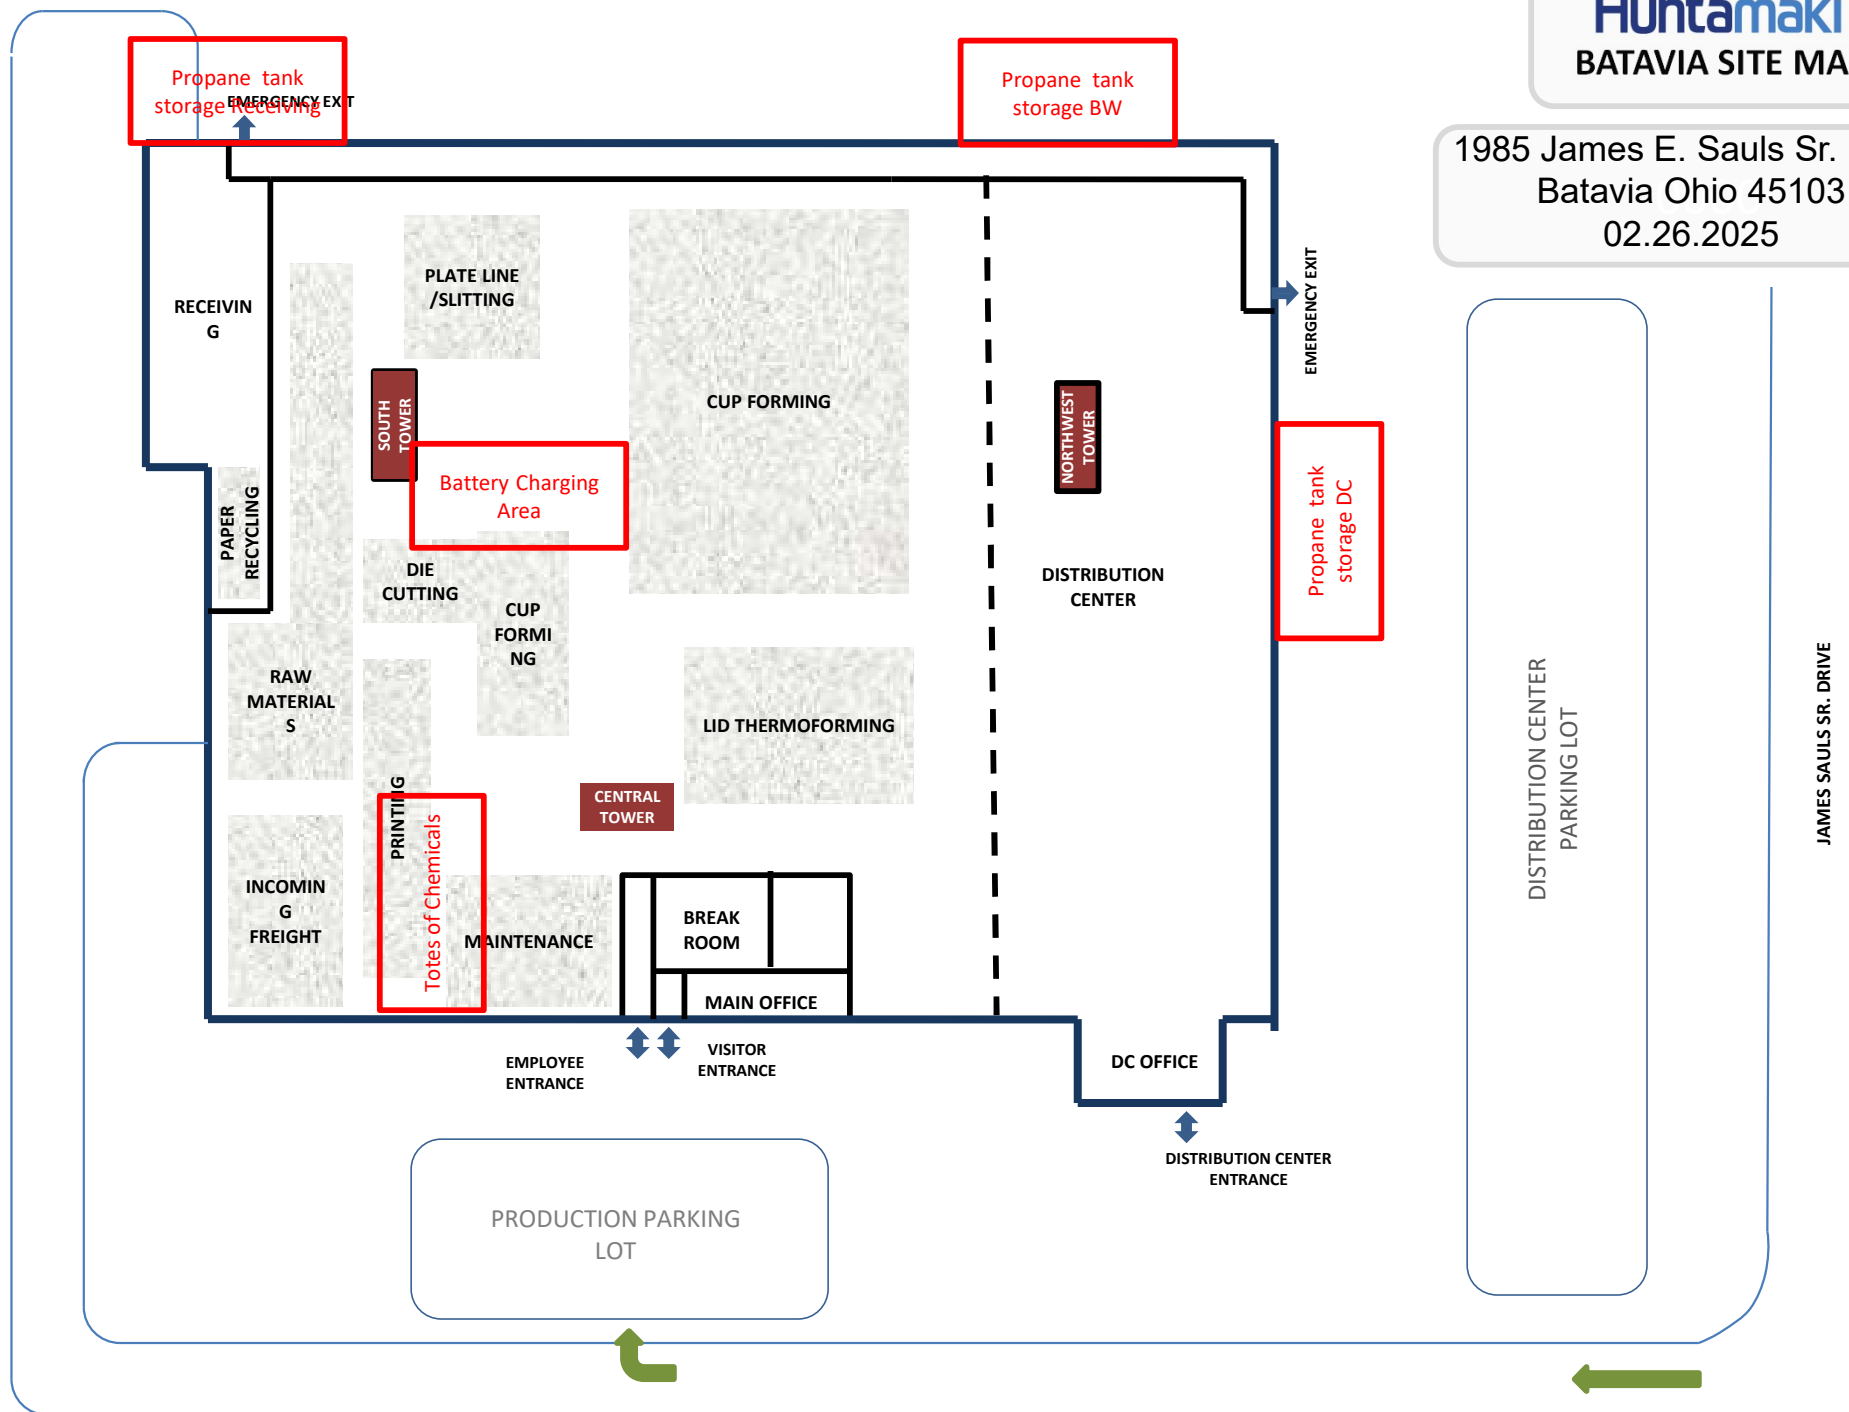 Huntamaki
BATAVIA SITE MA
1985 James E. Sauls Sr.
Batavia Ohio 45103
02.26.2025
Propane tank
storage Receiving
EMERGENCY EXIT
Propane tank
storage BW
EMERGENCY EXIT
RECEIVIN
G
PLATE LINE
/SLITTING
CUP FORMING
SOUTH
TOWER
NORTHWEST
TOWER
Battery Charging
Area
Propane tank
storage DC
PAPER
RECYCLING
DIE
CUTTING
CUP
FORMI
NG
DISTRIBUTION
CENTER
RAW
MATERIAL
S
LID THERMOFORMING
PRINTING
CENTRAL
TOWER
Totes of Chemicals
INCOMIN
G
FREIGHT
MAINTENANCE
BREAK
ROOM
MAIN OFFICE
EMPLOYEE
ENTRANCE
VISITOR
ENTRANCE
DC OFFICE
DISTRIBUTION CENTER
ENTRANCE
PRODUCTION PARKING
LOT
DISTRIBUTION CENTER
PARKING LOT
JAMES SAULS SR. DRIVE